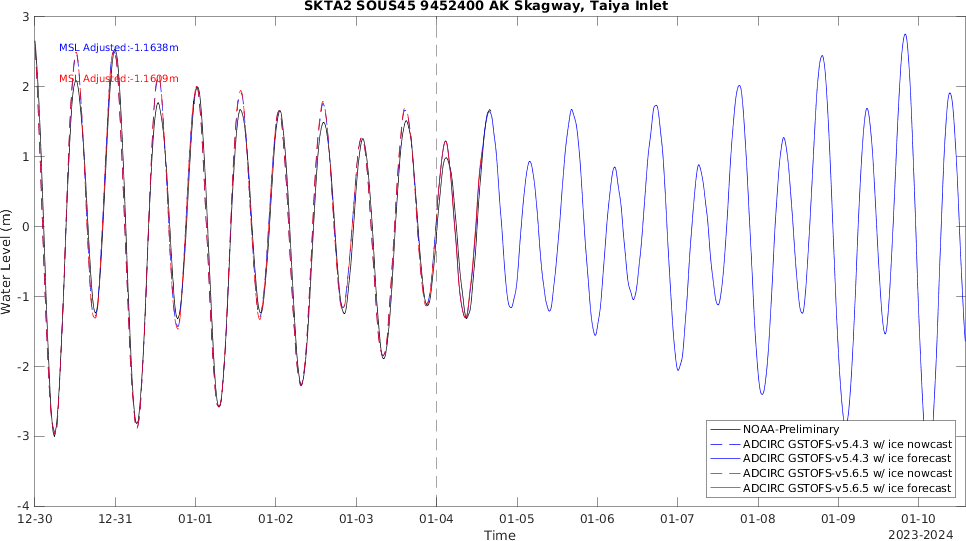 SKTA2 SOUS45 9452400 AK Skagway, Taiya Inlet
3
MSL Adjusted:-1.1638m
MSL Adjusted:-1.1609m
2
1
0
-1
-2
-3
-4
Water Level (m)
NOAA-Preliminary
ADCIRC GSTOFS-v5.4.3 w/ ice nowcast
ADCIRC GSTOFS-v5.4.3 w/ ice forecast
ADCIRC GSTOFS-v5.6.5 w/ ice nowcast
ADCIRC GSTOFS-v5.6.5 w/ ice forecast
12-30 12-31 01-01 01-02 01-03 01-04 01-05 01-06 01-07 01-08 01-09 01-10
Time
2023-2024